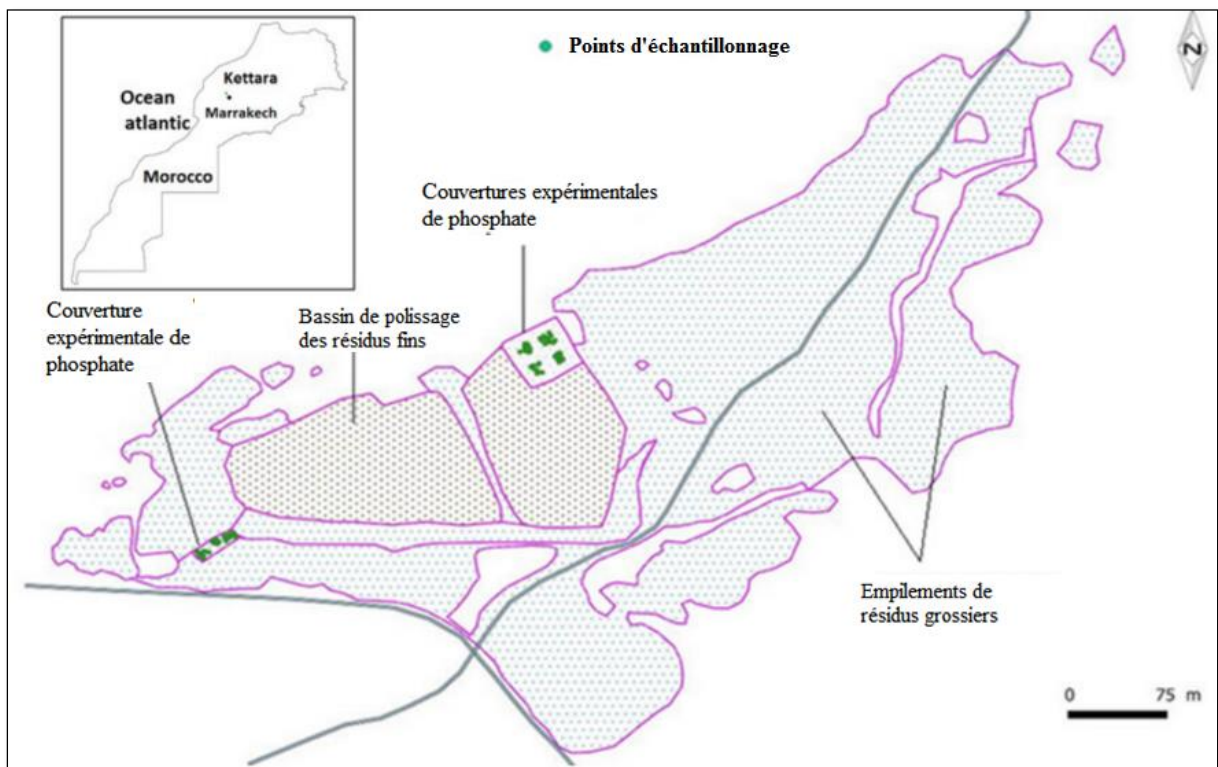 Kettara
Ocean
atlantic
Marrakech
Morocco
Points d'échantillonnage
N
Couvertures expérimentales
de phosphate
Couverture
expérimentale de
phosphate
Bassin de polissage
des résidus fins
Empilements de
résidus grossiers
0 75 m